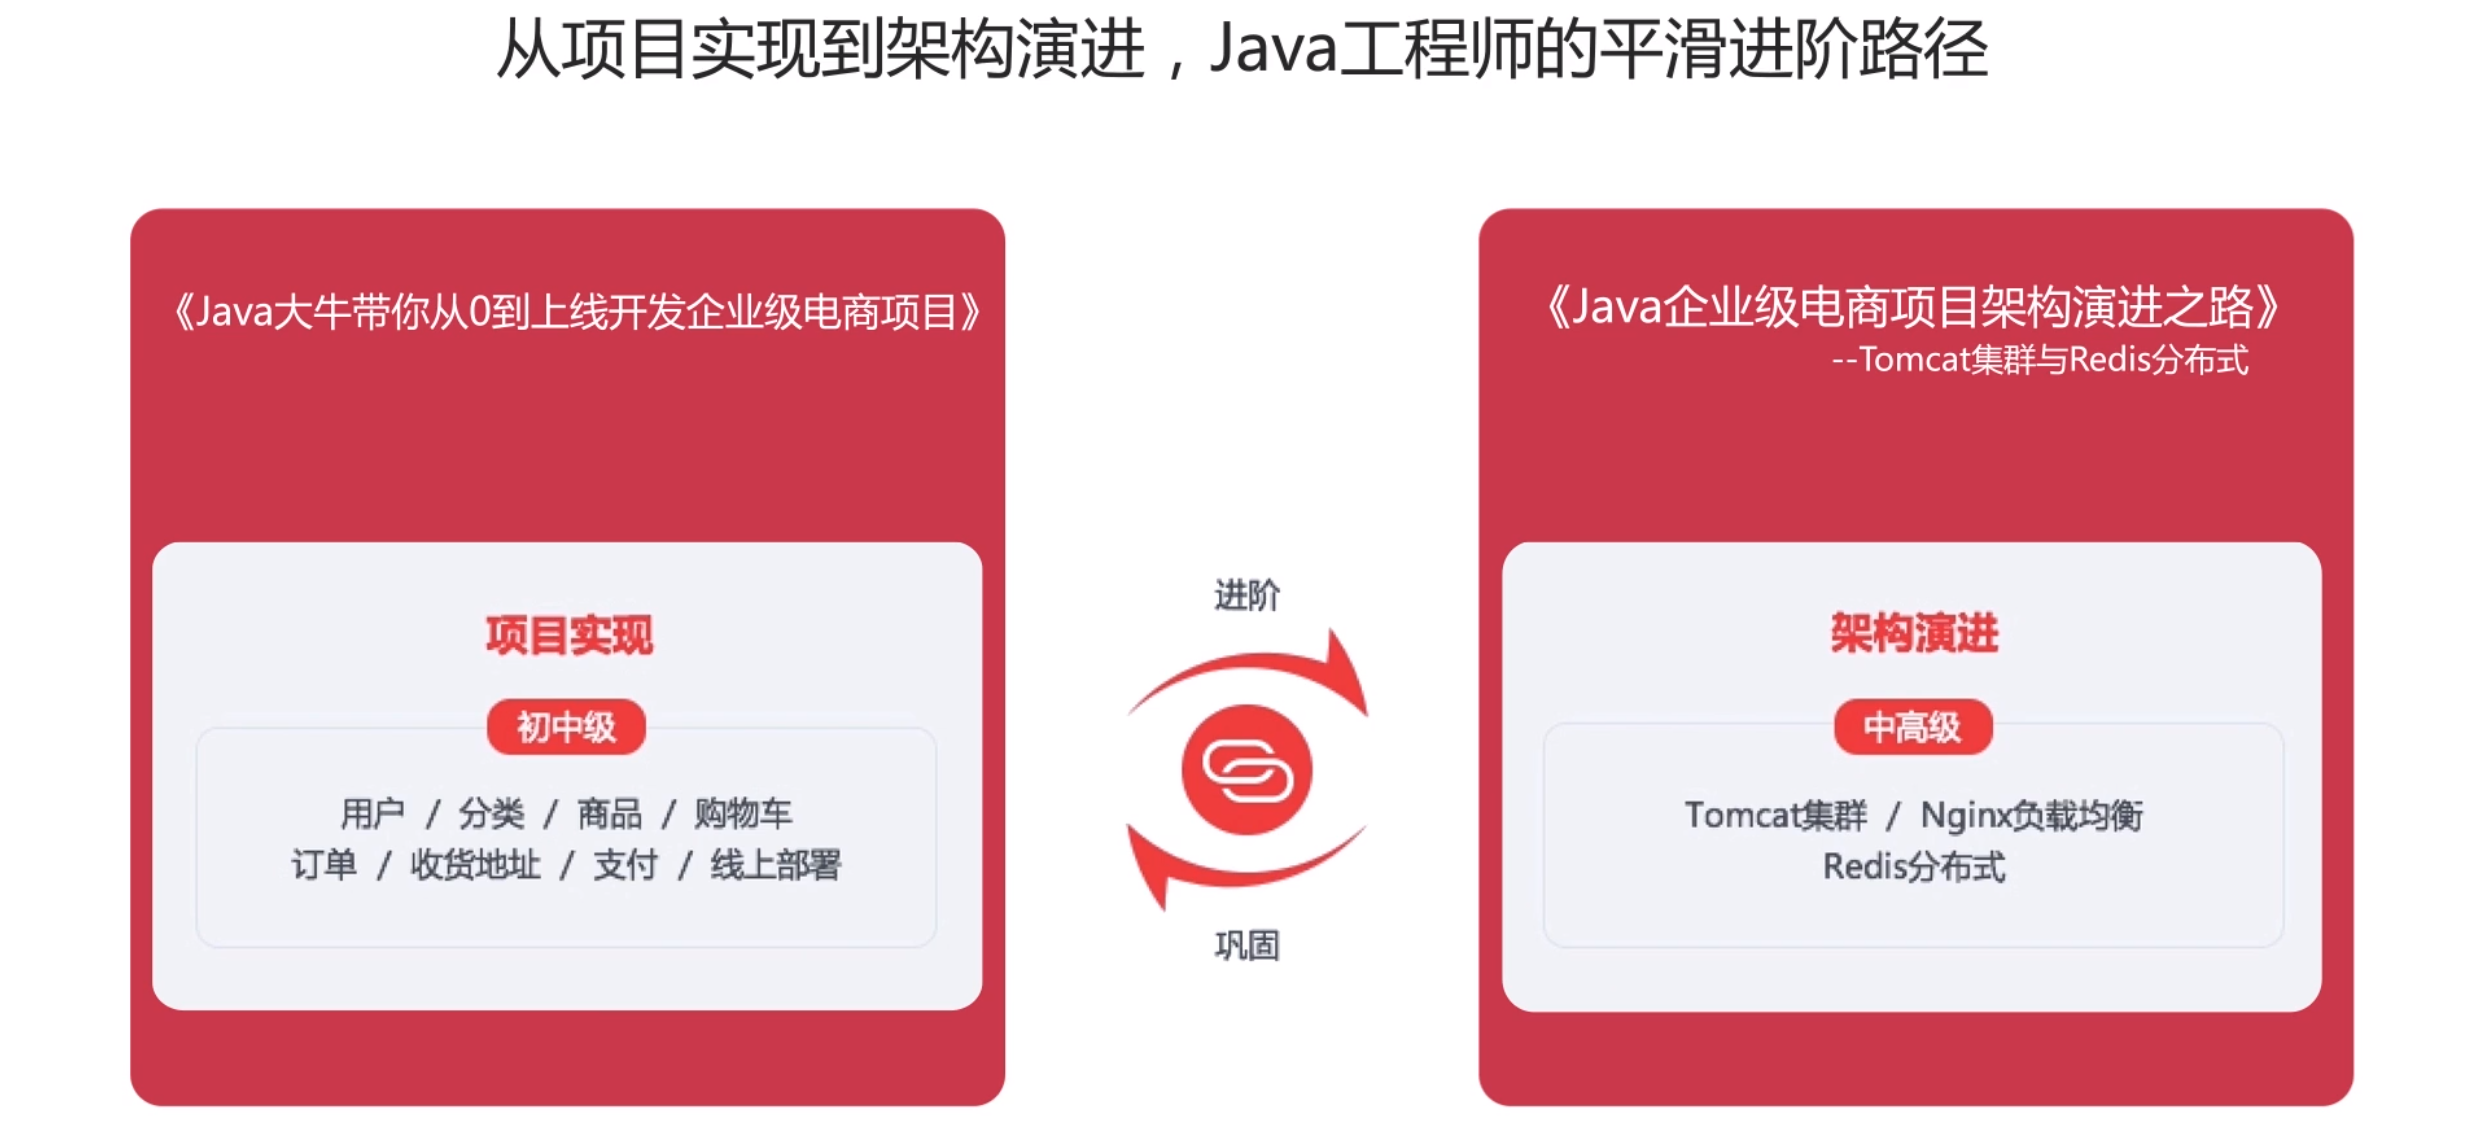 从项目实现到架构演进，Java工程师的平滑进阶路径
《Java大牛带你从0到上线开发企业级电商项目》
项目实现
初中级
用户 / 分类 / 商品 / 购物车
订单 / 收货地址 / 支付 / 线上部署
进阶
巩固
《Java企业级电商项目架构演进之路》
--Tomcat集群与Redis分布式
架构演进
中高级
Tomcat集群 / Nginx负载均衡
Redis分布式